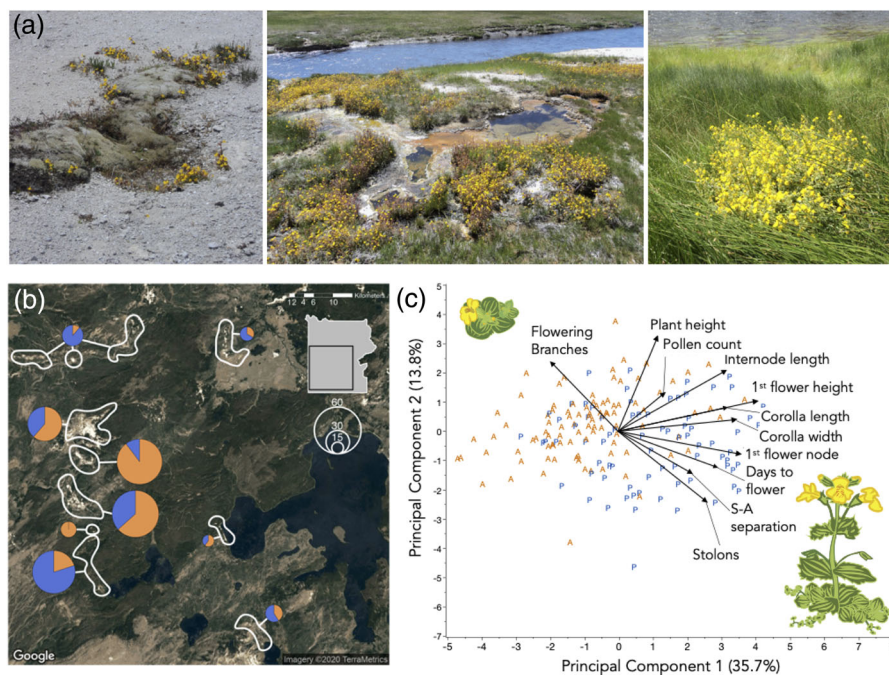 (a)
(b)
12 4 6 10 Kilometers
60
30
15
Google
Imagery ©2020 TerraMetrics
(c)
Principal Component 2 (13.8%)
5
4
3
2
1
0
-1
-2
-3
-4
-5
-6
-7
Flowering
Branches
Plant height
Pollen count
Internode length
1st flower height
Corolla length
Corolla width
1st flower node
Days to
flower
S-A
separation
Stolons
-5 -4 -3 -2 -1 0 1 2 3 4 5 6 7
Principal Component 1 (35.7%)